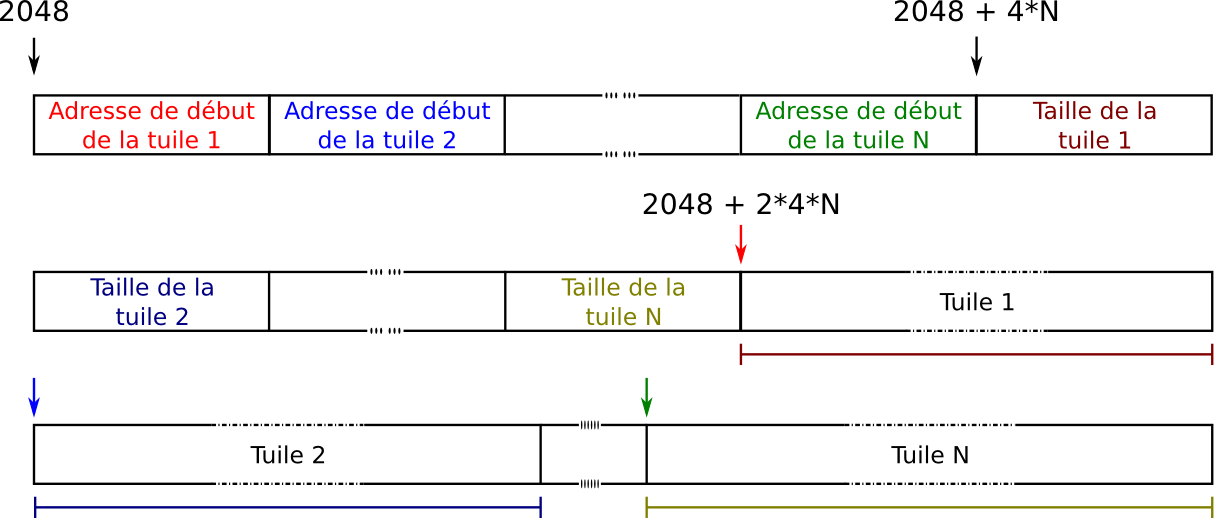 2048
2048 + 4*N
Adresse de début
de la tuile 1
Adresse de début
de la tuile 2
Adresse de début
de la tuile N
Taille de la
tuile 1
2048 + 2*4*N
Taille de la
tuile 2
Taille de la
tuile N
Tuile 1
Tuile 2
Tuile N